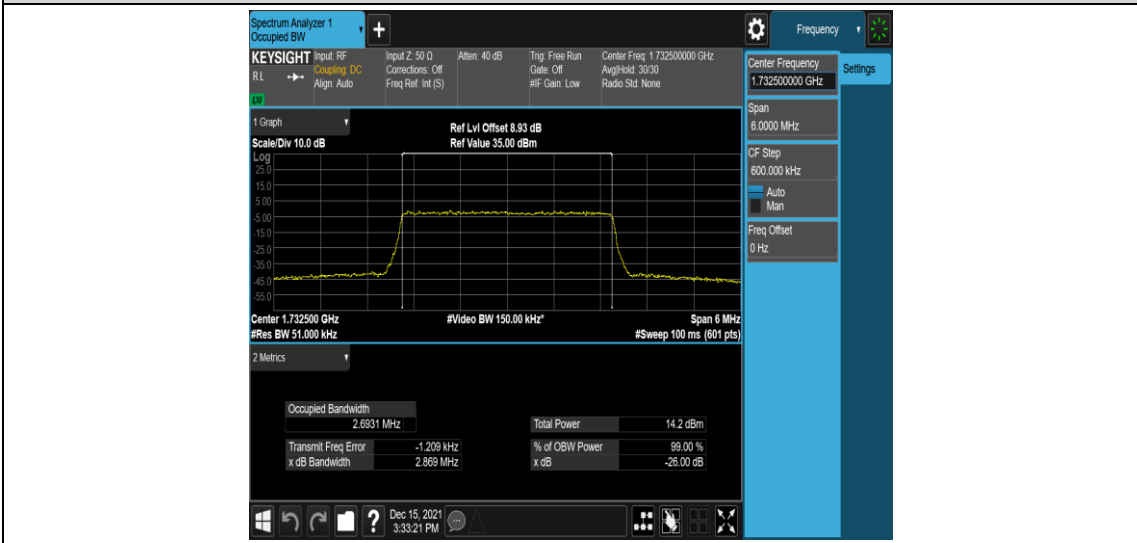 Spectrum Analyzer 1
Occupied BW
+
Frequency
KEYSIGHT
RL
LXI
Input: RF
Coupling: DC
Align: Auto
Input Z: 50 Ω
Corrections: Off
Freq Ref: Int (S)
Atten: 40 dB
Trig: Free Run
Gate: Off
#IF Gain: Low
Center Freq: 1.732500000 GHz
Avg|Hold: 30/30
Radio Std: None
Center Frequency
1.732500000 GHz
Settings
Span
6.0000 MHz
CF Step
600.000 kHz
Auto
Man
Freq Offset
0 Hz
1 Graph
Scale/Div 10.0 dB
Ref Lvl Offset 8.93 dB
Ref Value 35.00 dBm
Log
25.0
15.0
5.00
-5.00
-15.0
-25.0
-35.0
-45.0
-55.0
Center 1.732500 GHz
#Video BW 150.00 kHz*
Span 6 MHz
#Res BW 51.000 kHz
#Sweep 100 ms (601 pts)
2 Metrics
Occupied Bandwidth
2.6931 MHz
Total Power 14.2 dBm
Transmit Freq Error -1.209 kHz
% of OBW Power 99.00 %
x dB Bandwidth 2.869 MHz
x dB -26.00 dB
?
Dec 15, 2021
3:33:21 PM